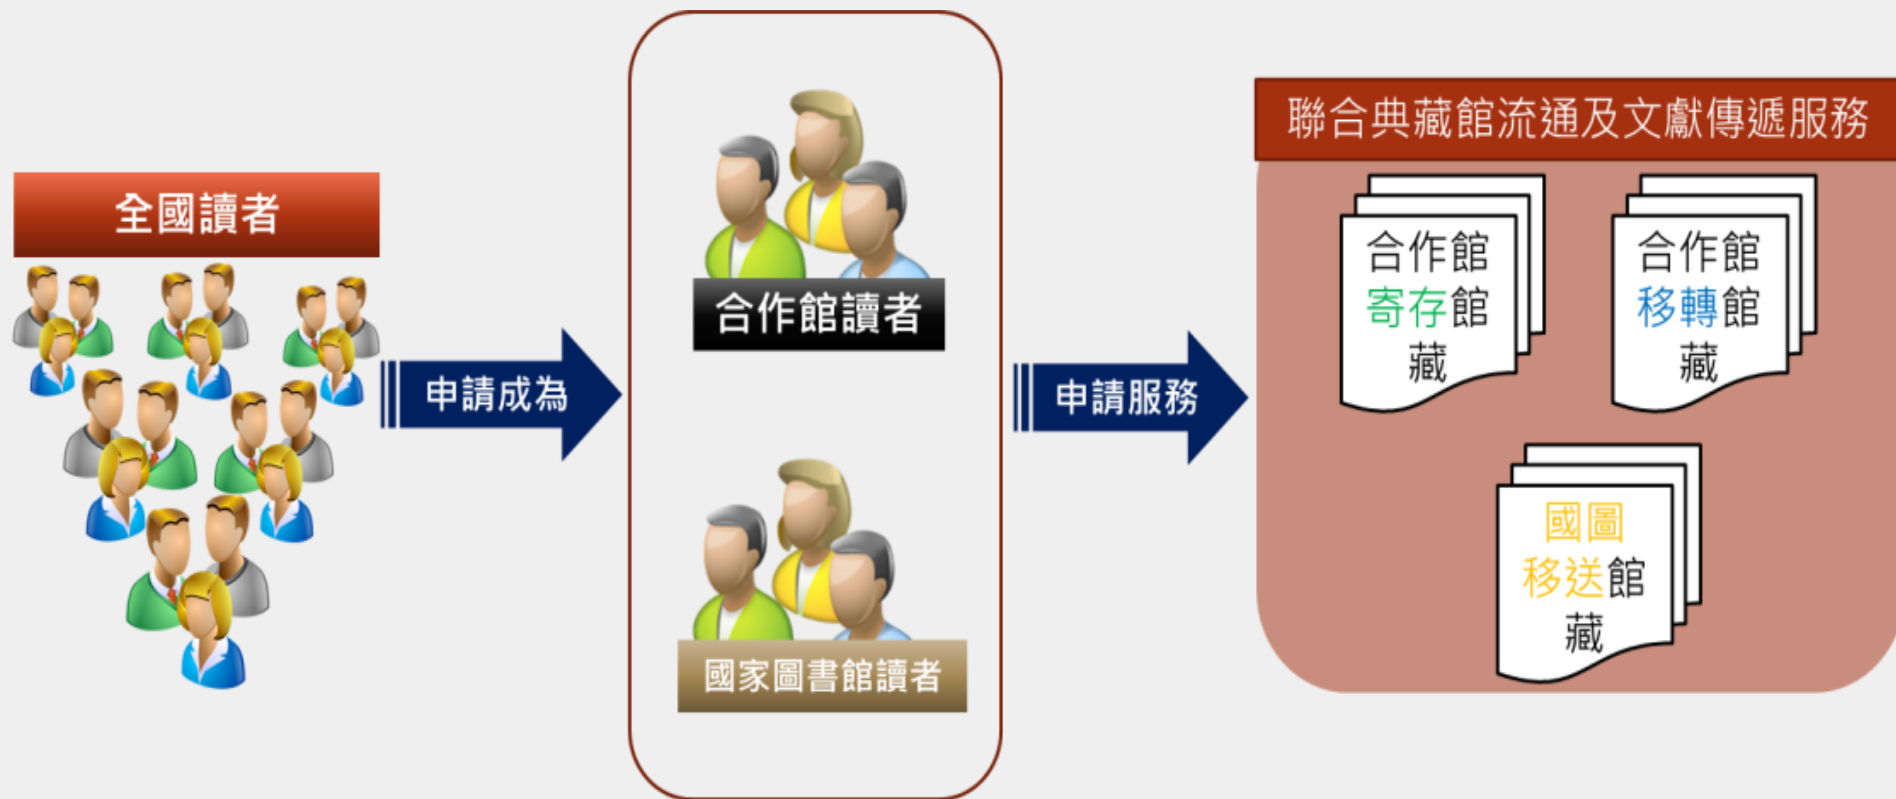 全國讀者
申請成為
合作館讀者
國家圖書館讀者
申請服務
聯合典藏館流通及文獻傳遞服務
合作館
寄存館
藏
合作館
移轉館
藏
國圖
移送館
藏